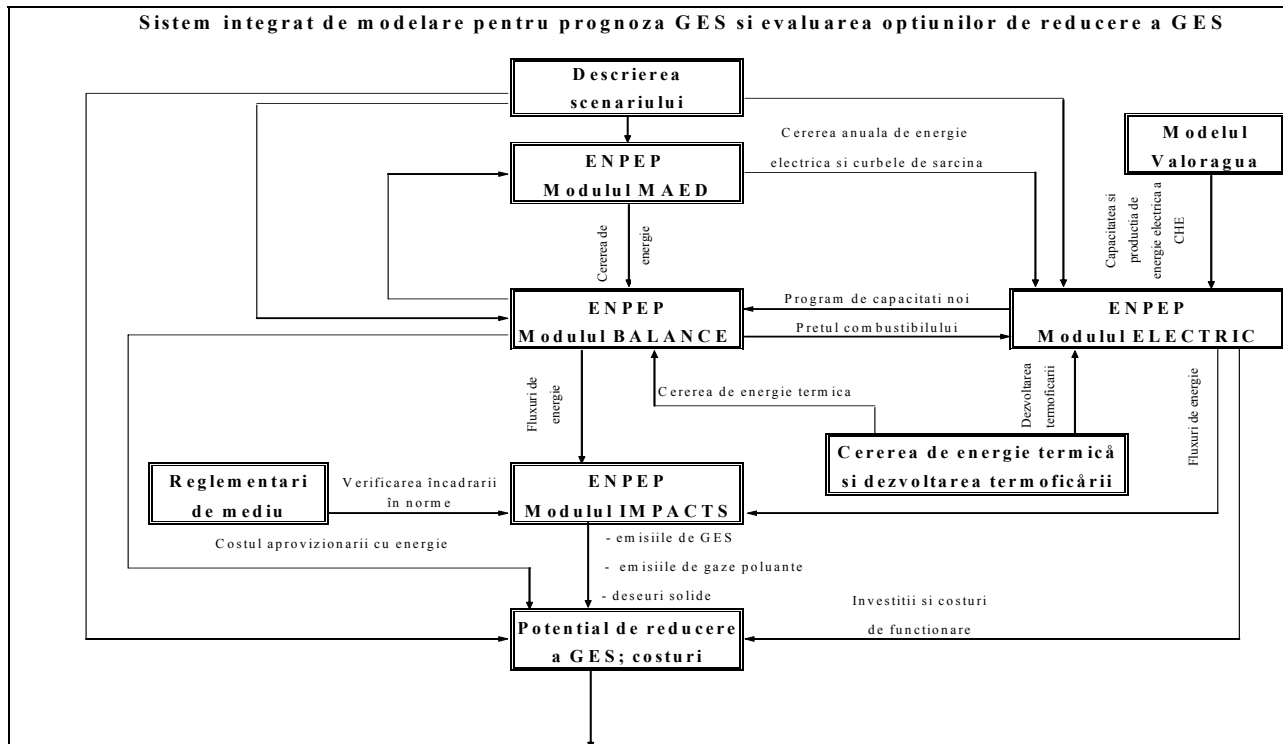 Sistem integrat de modelare pentru prognoza GES si evaluarea optiunilor de reducere a GES
Descrierea
scenariului
Cererea anuala de energie
electrica si curbele de sarcina
Modelul
Valoragua
ENPEP
Modulul MAED
Cererea de
energie
Capacitatea si
productia de
energie electrica a
CHE
ENPEP
Modulul BALANCE
Program de capacitati noi
Pretul combustibilului
ENPEP
Modulul ELECTRIC
Fluxuri de
energie
Cererea de energie termica
Dezvoltarea
termoficarii
Fluxuri de energie
Cererea de energie termică
si dezvoltarea termoficării
Reglementari
de mediu
Verificarea încadrarii
în norme
ENPEP
Modulul IMPACTS
Costul aprovizionarii cu energie
- emisiile de GES
- emisiile de gaze poluante
- deseuri solide
Investitii si costuri
de functionare
Potential de reducere
a GES; costuri